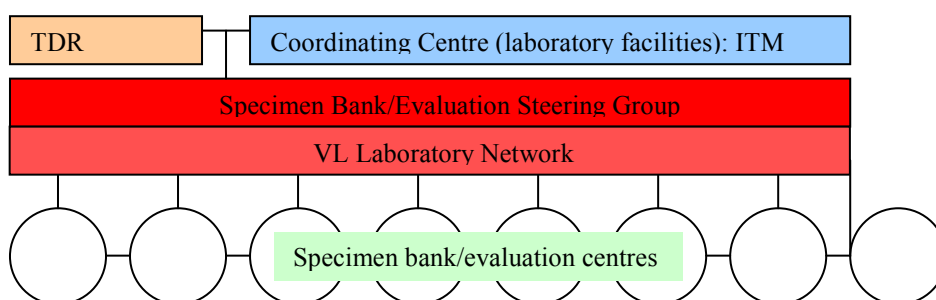 TDR
Coordinating Centre (laboratory facilities): ITM
Specimen Bank/Evaluation Steering Group
VL Laboratory Network
Specimen bank/evaluation centres